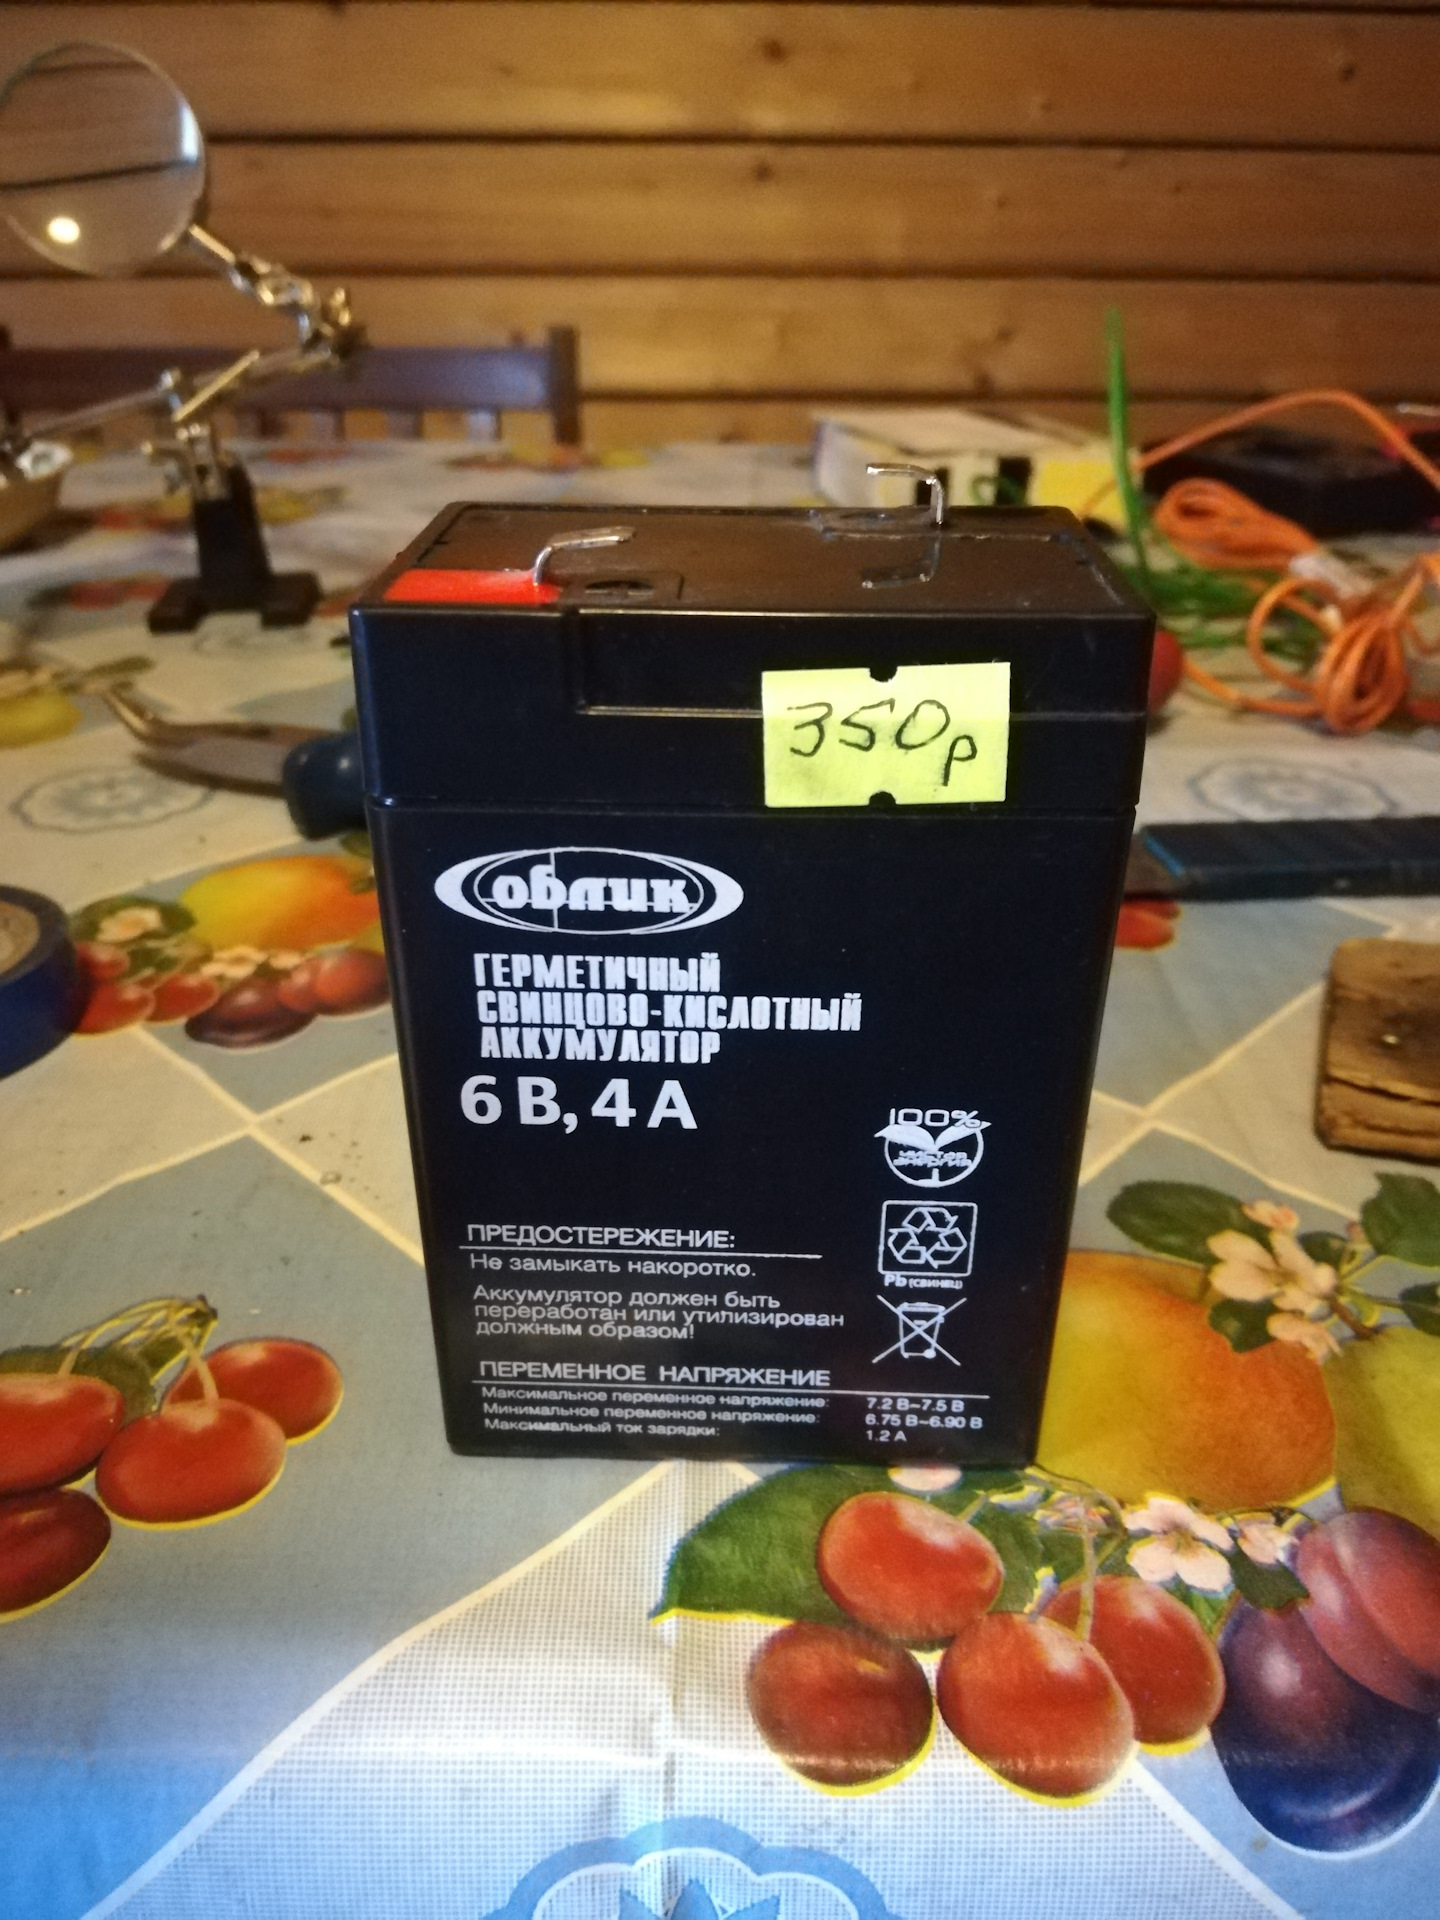 350р
облик
ГЕРМЕТИЧНЫЙ
СВИНЦОВО-КИСЛОТНЫЙ
АККУМУЛЯТОР
6 В, 4 А
100%
чистая
энергия
ПРЕДОСТЕРЕЖЕНИЕ:
Не замыкать накоротко.
Аккумулятор должен быть
переработан или утилизирован
должным образом!
Pb (свинец)
ПЕРЕМЕННОЕ НАПРЯЖЕНИЕ
Максимальное переменное напряжение: 7.2 В~7.5 В
Минимальное переменное напряжение: 6.75 В~6.90 В
Максимальный ток зарядки: 1.2 А